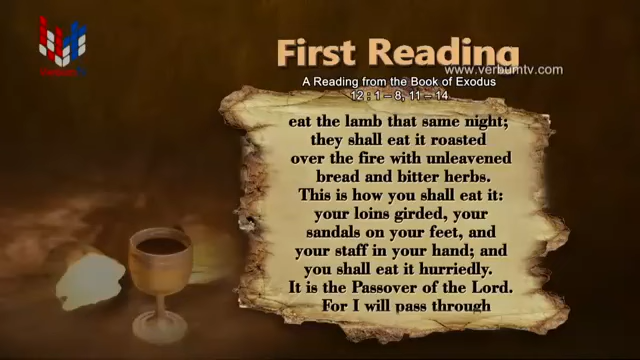 VerbumTV
First Reading
www.verbumtv.com
A Reading from the Book of Exodus
12 : 1 – 8, 11 – 14
eat the lamb that same night;
they shall eat it roasted
over the fire with unleavened
bread and bitter herbs.
This is how you shall eat it:
your loins girded, your
sandals on your feet, and
your staff in your hand; and
you shall eat it hurriedly.
It is the Passover of the Lord.
For I will pass through